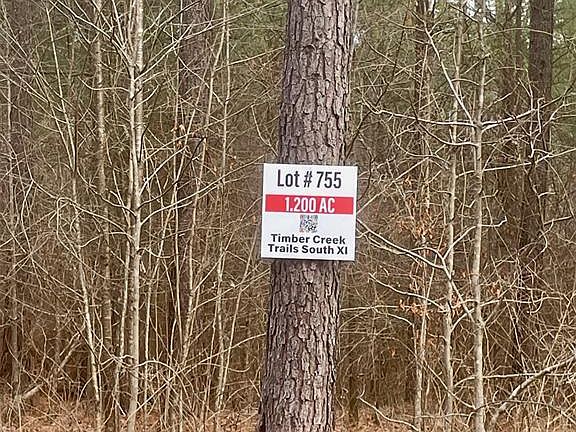 Lot # 755
1.200 AC
Timber Creek
Trails South XI